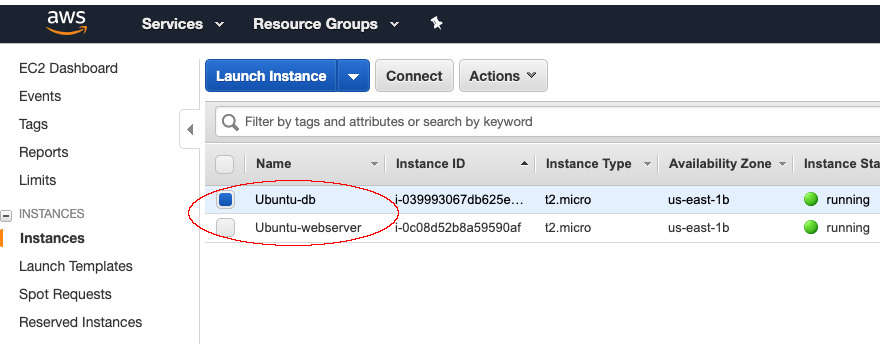 aws Services Resource Groups
EC2 Dashboard
Events
Tags
Reports
Limits
INSTANCES
Instances
Launch Templates
Spot Requests
Reserved Instances
Launch Instance Connect Actions
Filter by tags and attributes or search by keyword
Name Instance ID Instance Type Availability Zone Instance Sta
Ubuntu-db i-039993067db625e... t2.micro us-east-1b running
Ubuntu-webserver i-0c08d52b8a59590af t2.micro us-east-1b running